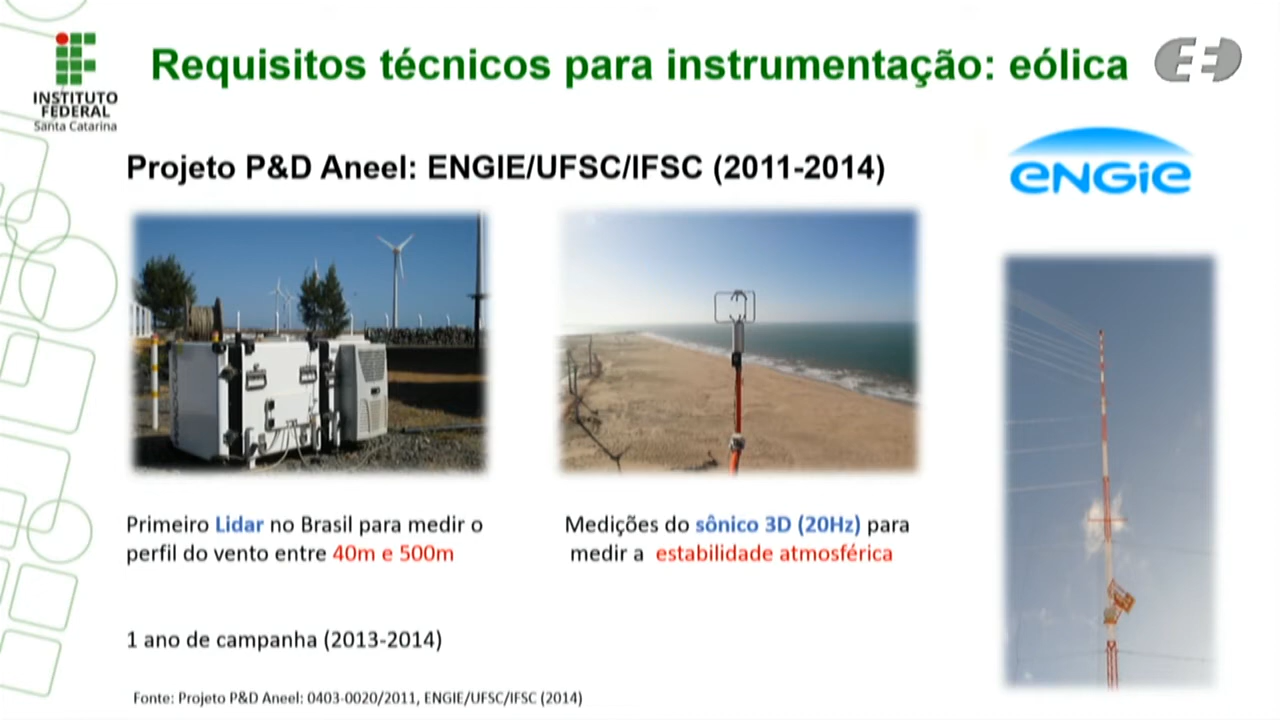 Requisitos técnicos para instrumentação: eólica
INSTITUTO
FEDERAL
Santa Catarina
Projeto P&D Aneel: ENGIE/UFSC/IFSC (2011-2014)
ENGIE
Primeiro Lidar no Brasil para medir o
perfil do vento entre 40m e 500m
Medições do sônico 3D (20Hz) para
medir a estabilidade atmosférica
1 ano de campanha (2013-2014)
Fonte: Projeto P&D Aneel: 0403-0020/2011, ENGIE/UFSC/IFSC (2014)